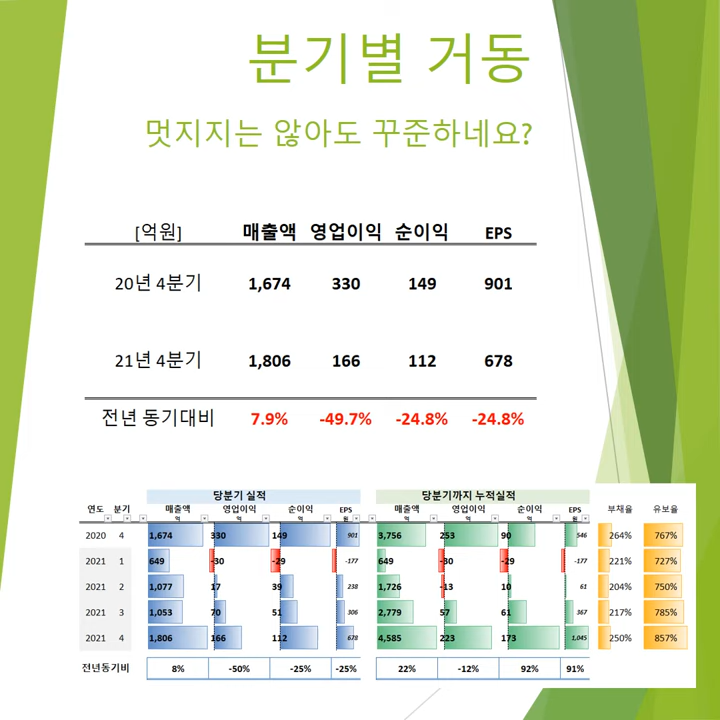 분기별 거동
멋지지는 않아도 꾸준하네요?
[억원] 매출액 영업이익 순이익 EPS
20년 4분기 1,674 330 149 901
21년 4분기 1,806 166 112 678
전년 동기대비 7.9% -49.7% -24.8% -24.8%
당분기 실적 당분기까지 누적실적
연도 분기 매출액 영업이익 순이익 EPS 매출액 영업이익 순이익 EPS 부채율 유보율
억 억 억 원 억 억 억 원
2020 4 1,674 330 149 901 3,756 253 90 546 264% 767%
2021 1 649 -30 -29 -177 649 -30 -29 -177 221% 727%
2021 2 1,077 17 39 238 1,726 -13 10 61 204% 750%
2021 3 1,053 70 51 308 2,779 57 61 367 217% 785%
2021 4 1,806 166 112 678 4,585 223 173 1,045 250% 857%
전년동기비 8% -50% -25% -25% 22% -12% 92% 91%